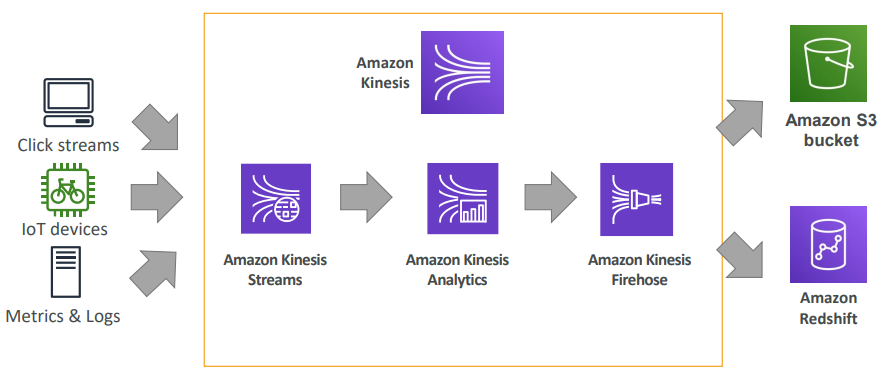 Amazon
Kinesis
Click streams
IoT devices
Metrics & Logs
Amazon Kinesis
Streams
Amazon Kinesis
Analytics
Amazon Kinesis
Firehose
Amazon S3
bucket
Amazon
Redshift